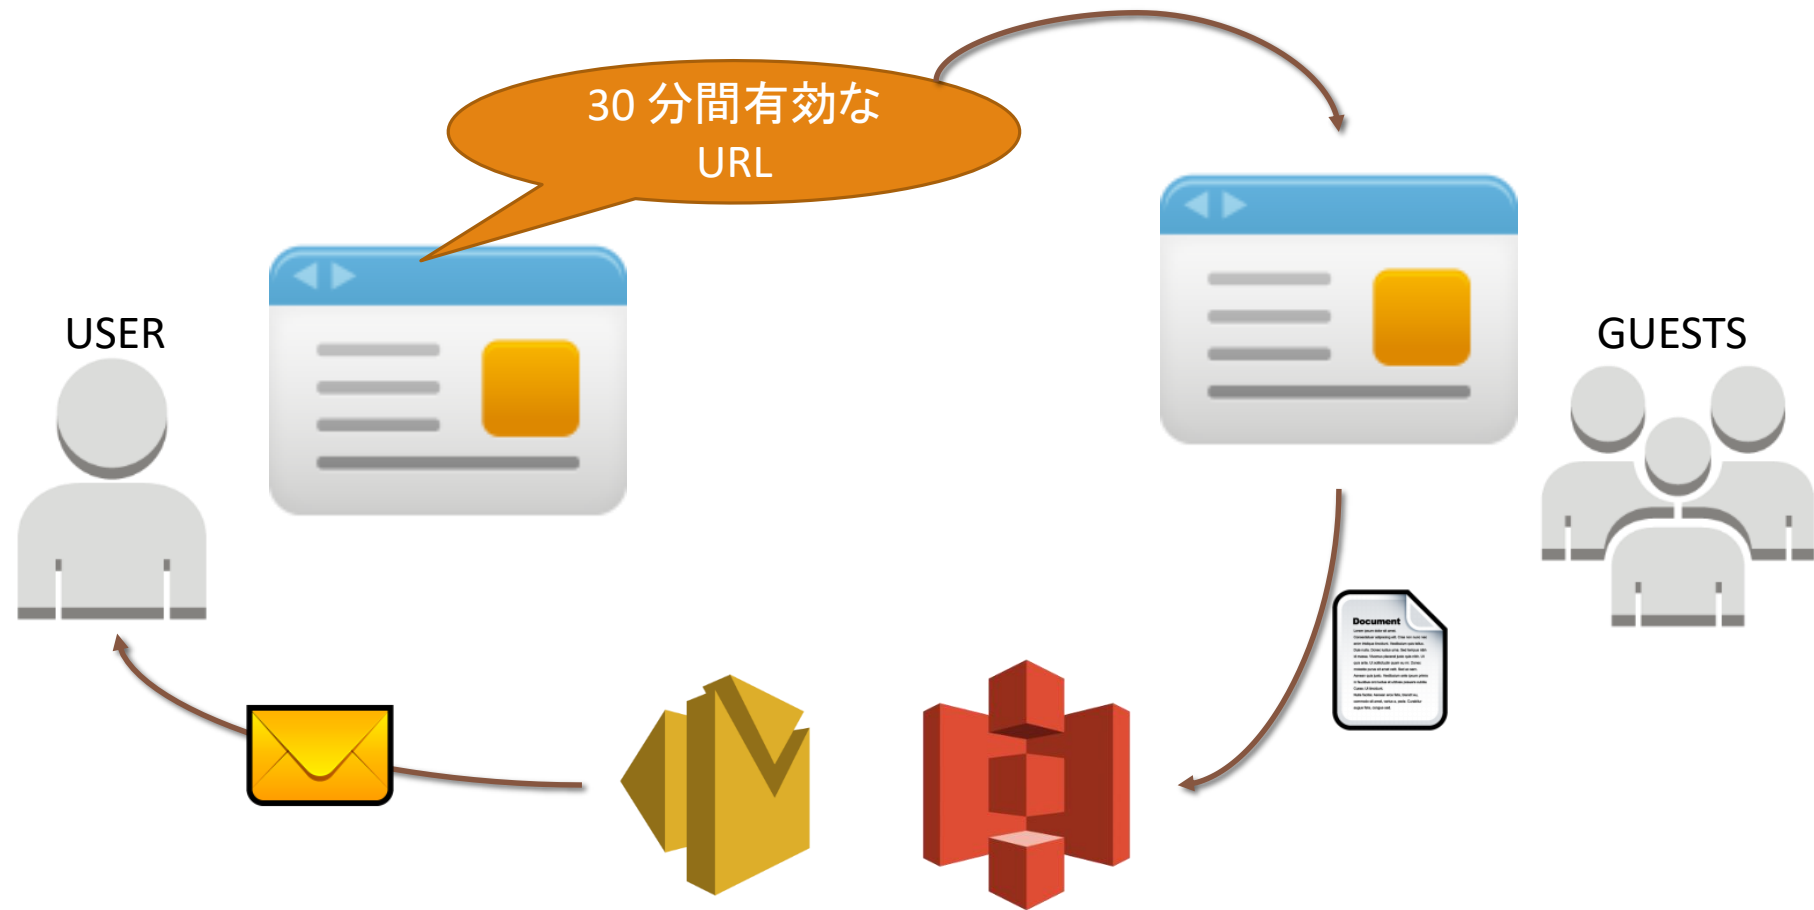 30 分間有効な
URL
USER
GUESTS
Document